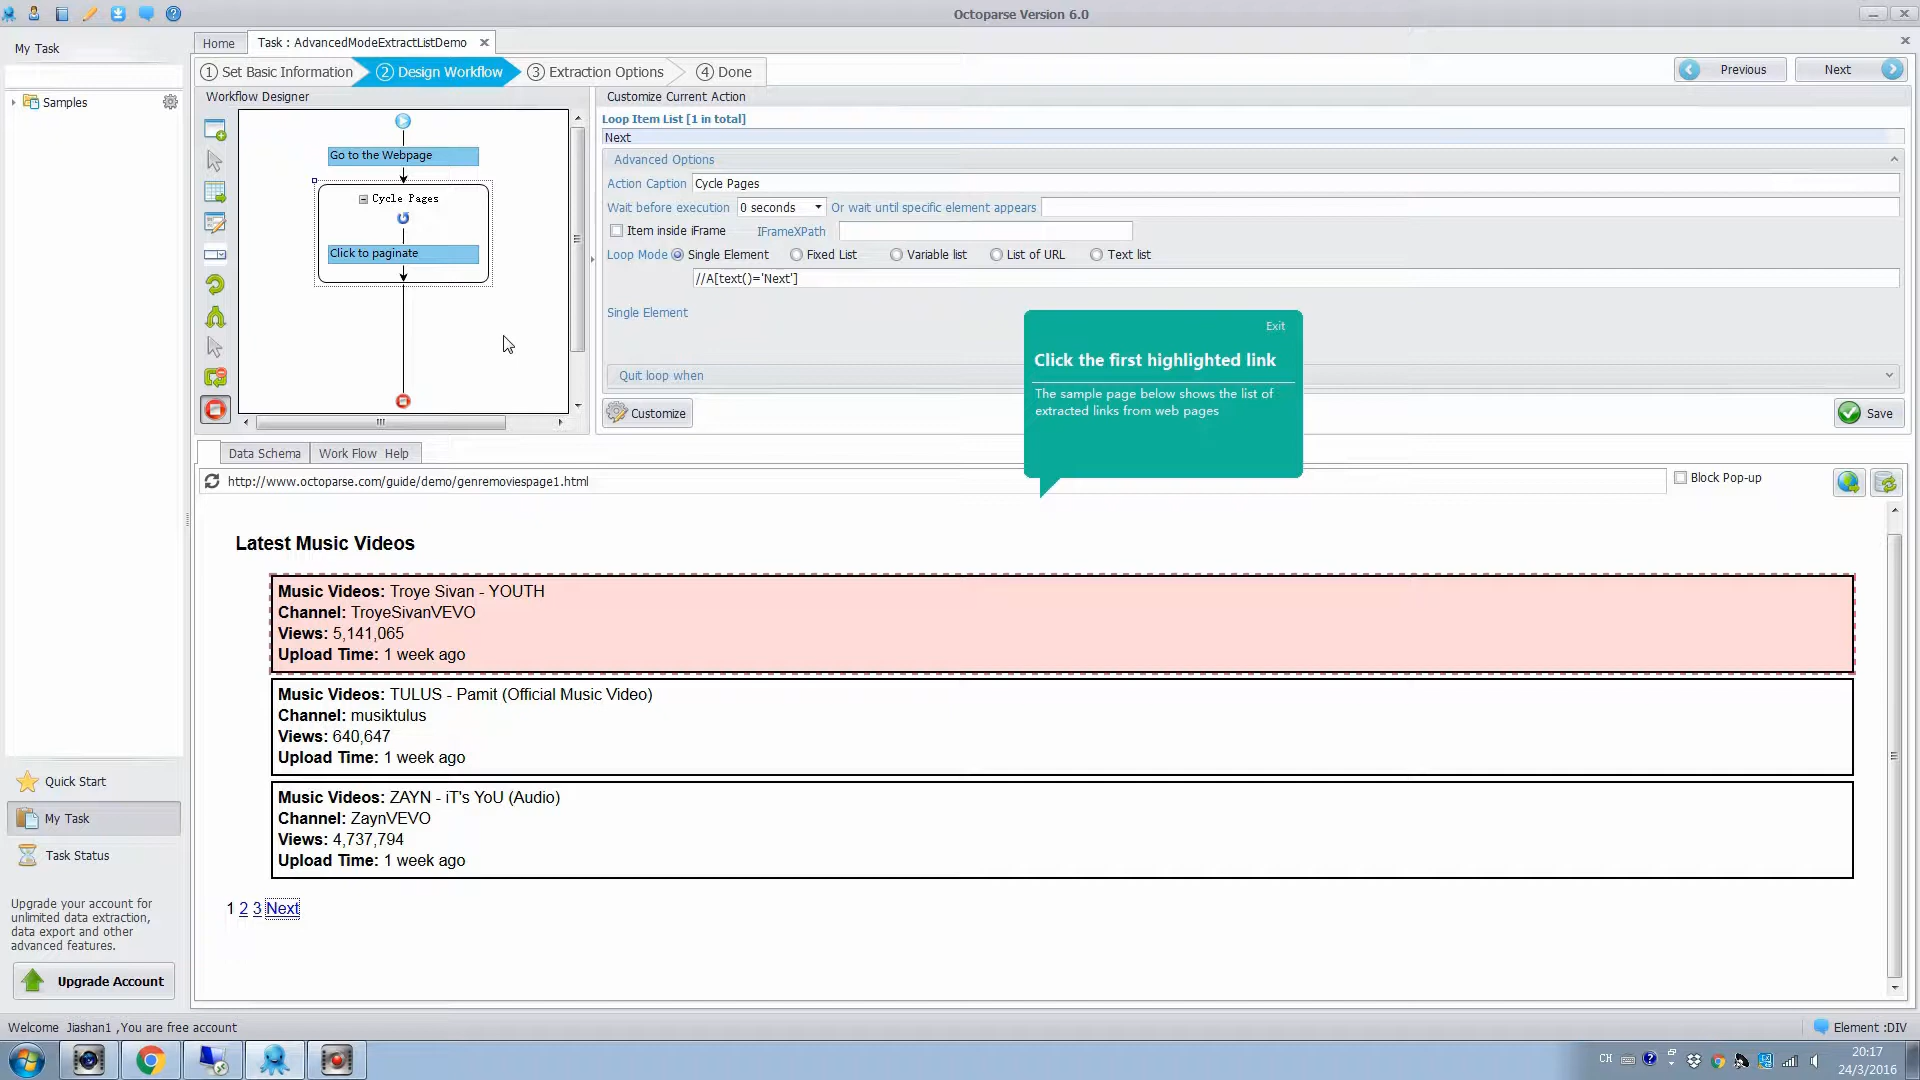 Octoparse Version 6.0
My Task
Home
Task : AdvancedModeExtractListDemo
1 Set Basic Information
2 Design Workflow
3 Extraction Options
4 Done
Previous
Next
Samples
Workflow Designer
Go to the Webpage
Cycle Pages
Click to paginate
Customize Current Action
Loop Item List [1 in total]
Next
Advanced Options
Action Caption Cycle Pages
Wait before execution 0 seconds Or wait until specific element appears
Item inside iFrame IFrameXPath
Loop Mode Single Element Fixed List Variable list List of URL Text list
//A[text()='Next']
Single Element
Quit loop when
Customize
Save
Exit
Click the first highlighted link
The sample page below shows the list of
extracted links from web pages
Data Schema
Work Flow Help
http://www.octoparse.com/guide/demo/genremoviespage1.html
Block Pop-up
Latest Music Videos
Music Videos: Troye Sivan - YOUTH
Channel: TroyeSivanVEVO
Views: 5,141,065
Upload Time: 1 week ago
Music Videos: TULUS - Pamit (Official Music Video)
Channel: musiktulus
Views: 640,647
Upload Time: 1 week ago
Music Videos: ZAYN - iT's YoU (Audio)
Channel: ZaynVEVO
Views: 4,737,794
Upload Time: 1 week ago
1 2 3 Next
Quick Start
My Task
Task Status
Upgrade your account for
unlimited data extraction,
data export and other
advanced features.
Upgrade Account
Welcome Jiashan1 ,You are free account
Element :DIV
CH
20:17
24/3/2016